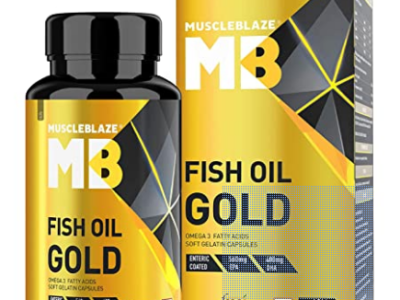 MUSCLEBLAZE
MB
FISH OIL
GOLD
OMEGA 3 FATTY ACIDS
SOFT GELATIN CAPSULES
MUSCLEBLAZE
MB
FISH OIL
GOLD
OMEGA 3 FATTY ACIDS
SOFT GELATIN CAPSULES
ENTERIC
COATED
560mg
EPA
400mg
DHA